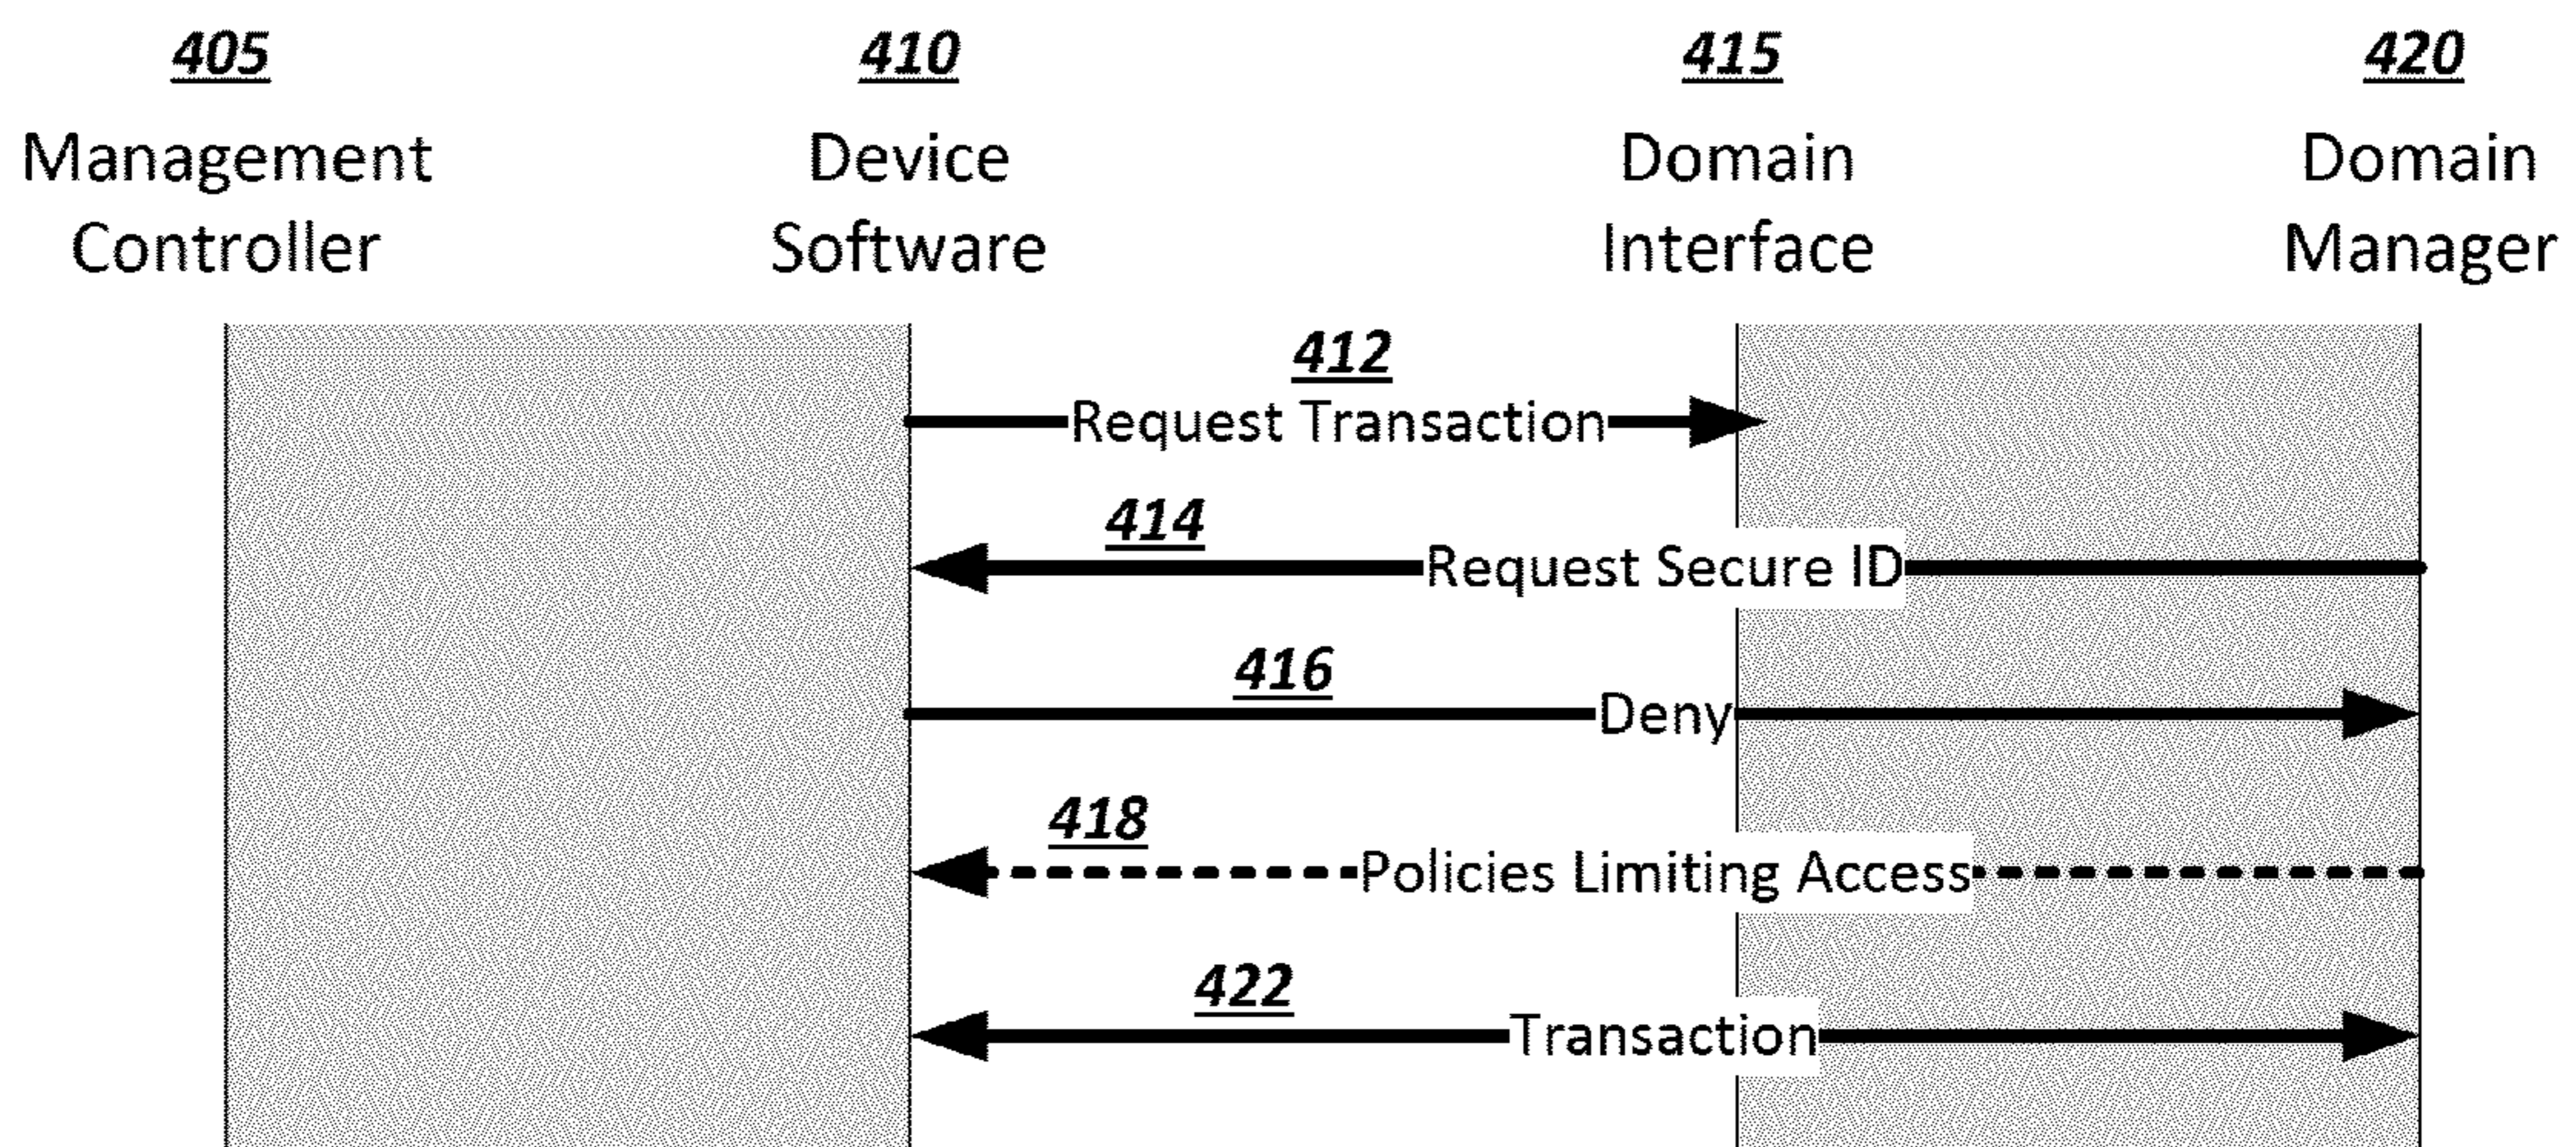 405 410 415 420
Management Device Domain Domain
Controller Software Interface Manager
412
Request Transaction
414
Request Secure ID
416
Deny
418
Policies Limiting Access
422
Transaction